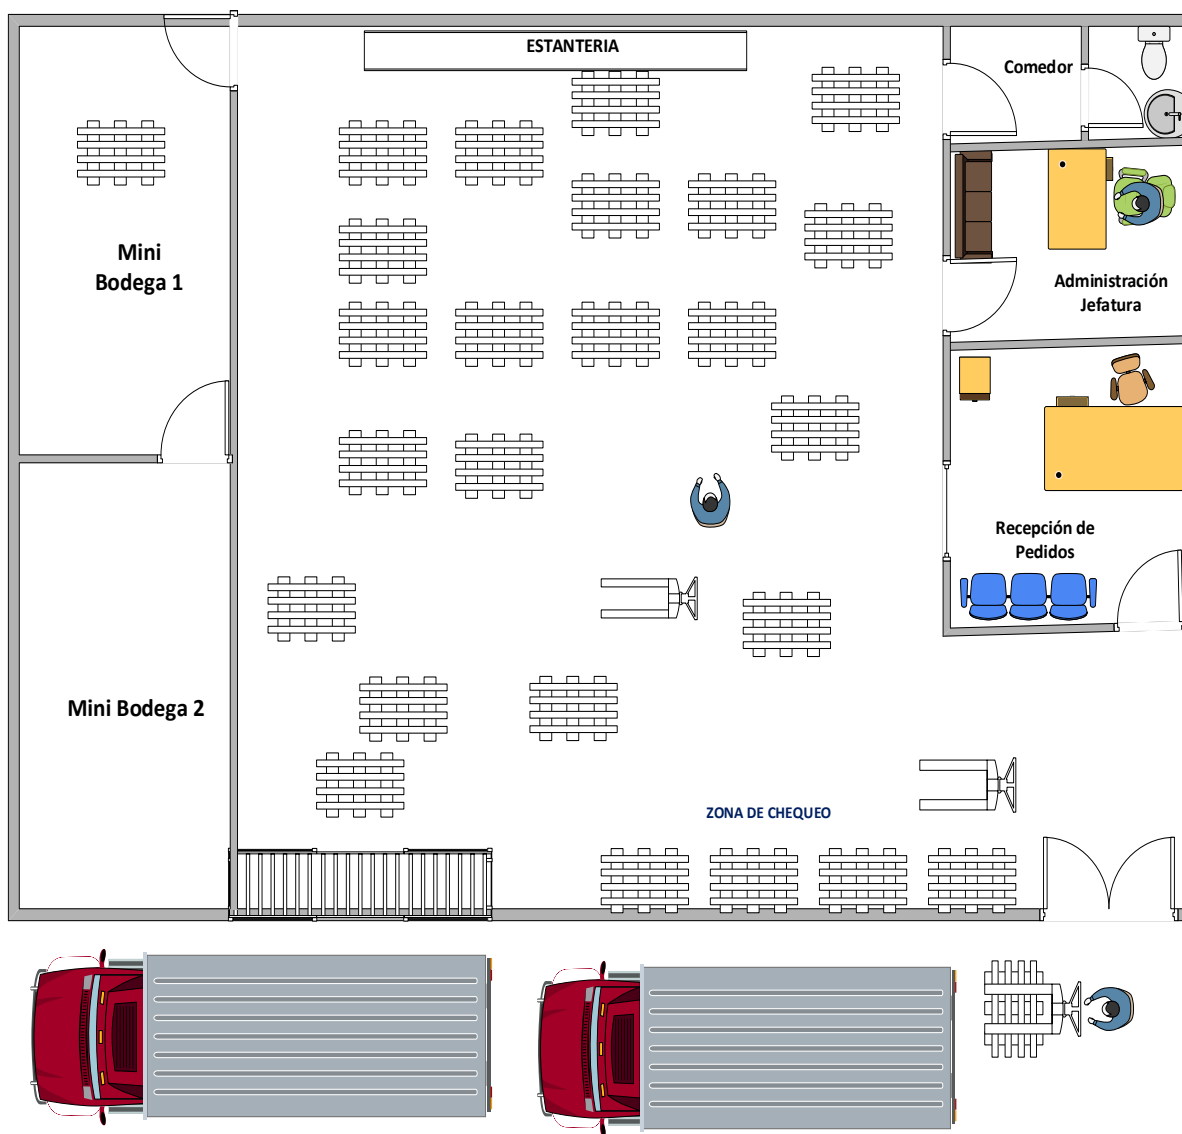 ESTANTERIA
Comedor
Mini
Bodega 1
Administración
Jefatura
Recepción de
Pedidos
Mini Bodega 2
ZONA DE CHEQUEO